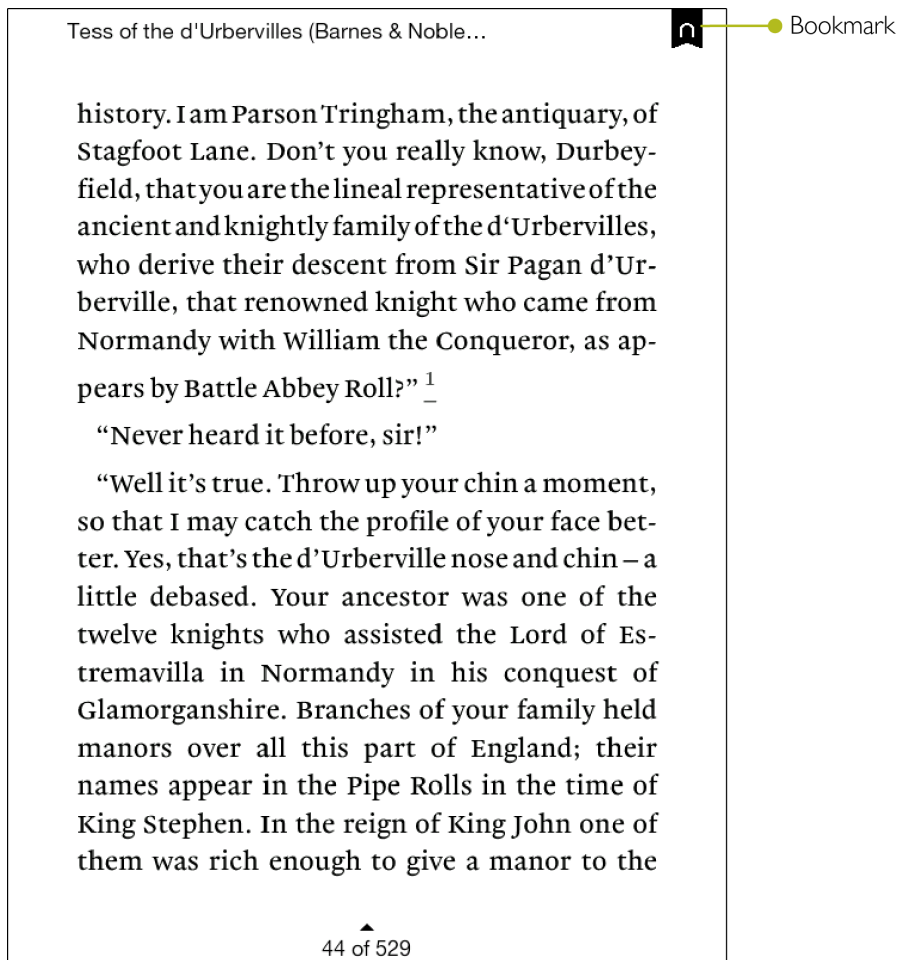 Tess of the d'Urbervilles (Barnes & Noble…
Bookmark
history. I am Parson Tringham, the antiquary, of
Stagfoot Lane. Don’t you really know, Durbey-
field, that you are the lineal representative of the
ancient and knightly family of the d‘Urbervilles,
who derive their descent from Sir Pagan d’Ur-
berville, that renowned knight who came from
Normandy with William the Conqueror, as ap-
pears by Battle Abbey Roll?” 1
“Never heard it before, sir!”
“Well it’s true. Throw up your chin a moment,
so that I may catch the profile of your face bet-
ter. Yes, that’s the d’Urberville nose and chin – a
little debased. Your ancestor was one of the
twelve knights who assisted the Lord of Es-
tremavilla in Normandy in his conquest of
Glamorganshire. Branches of your family held
manors over all this part of England; their
names appear in the Pipe Rolls in the time of
King Stephen. In the reign of King John one of
them was rich enough to give a manor to the
44 of 529